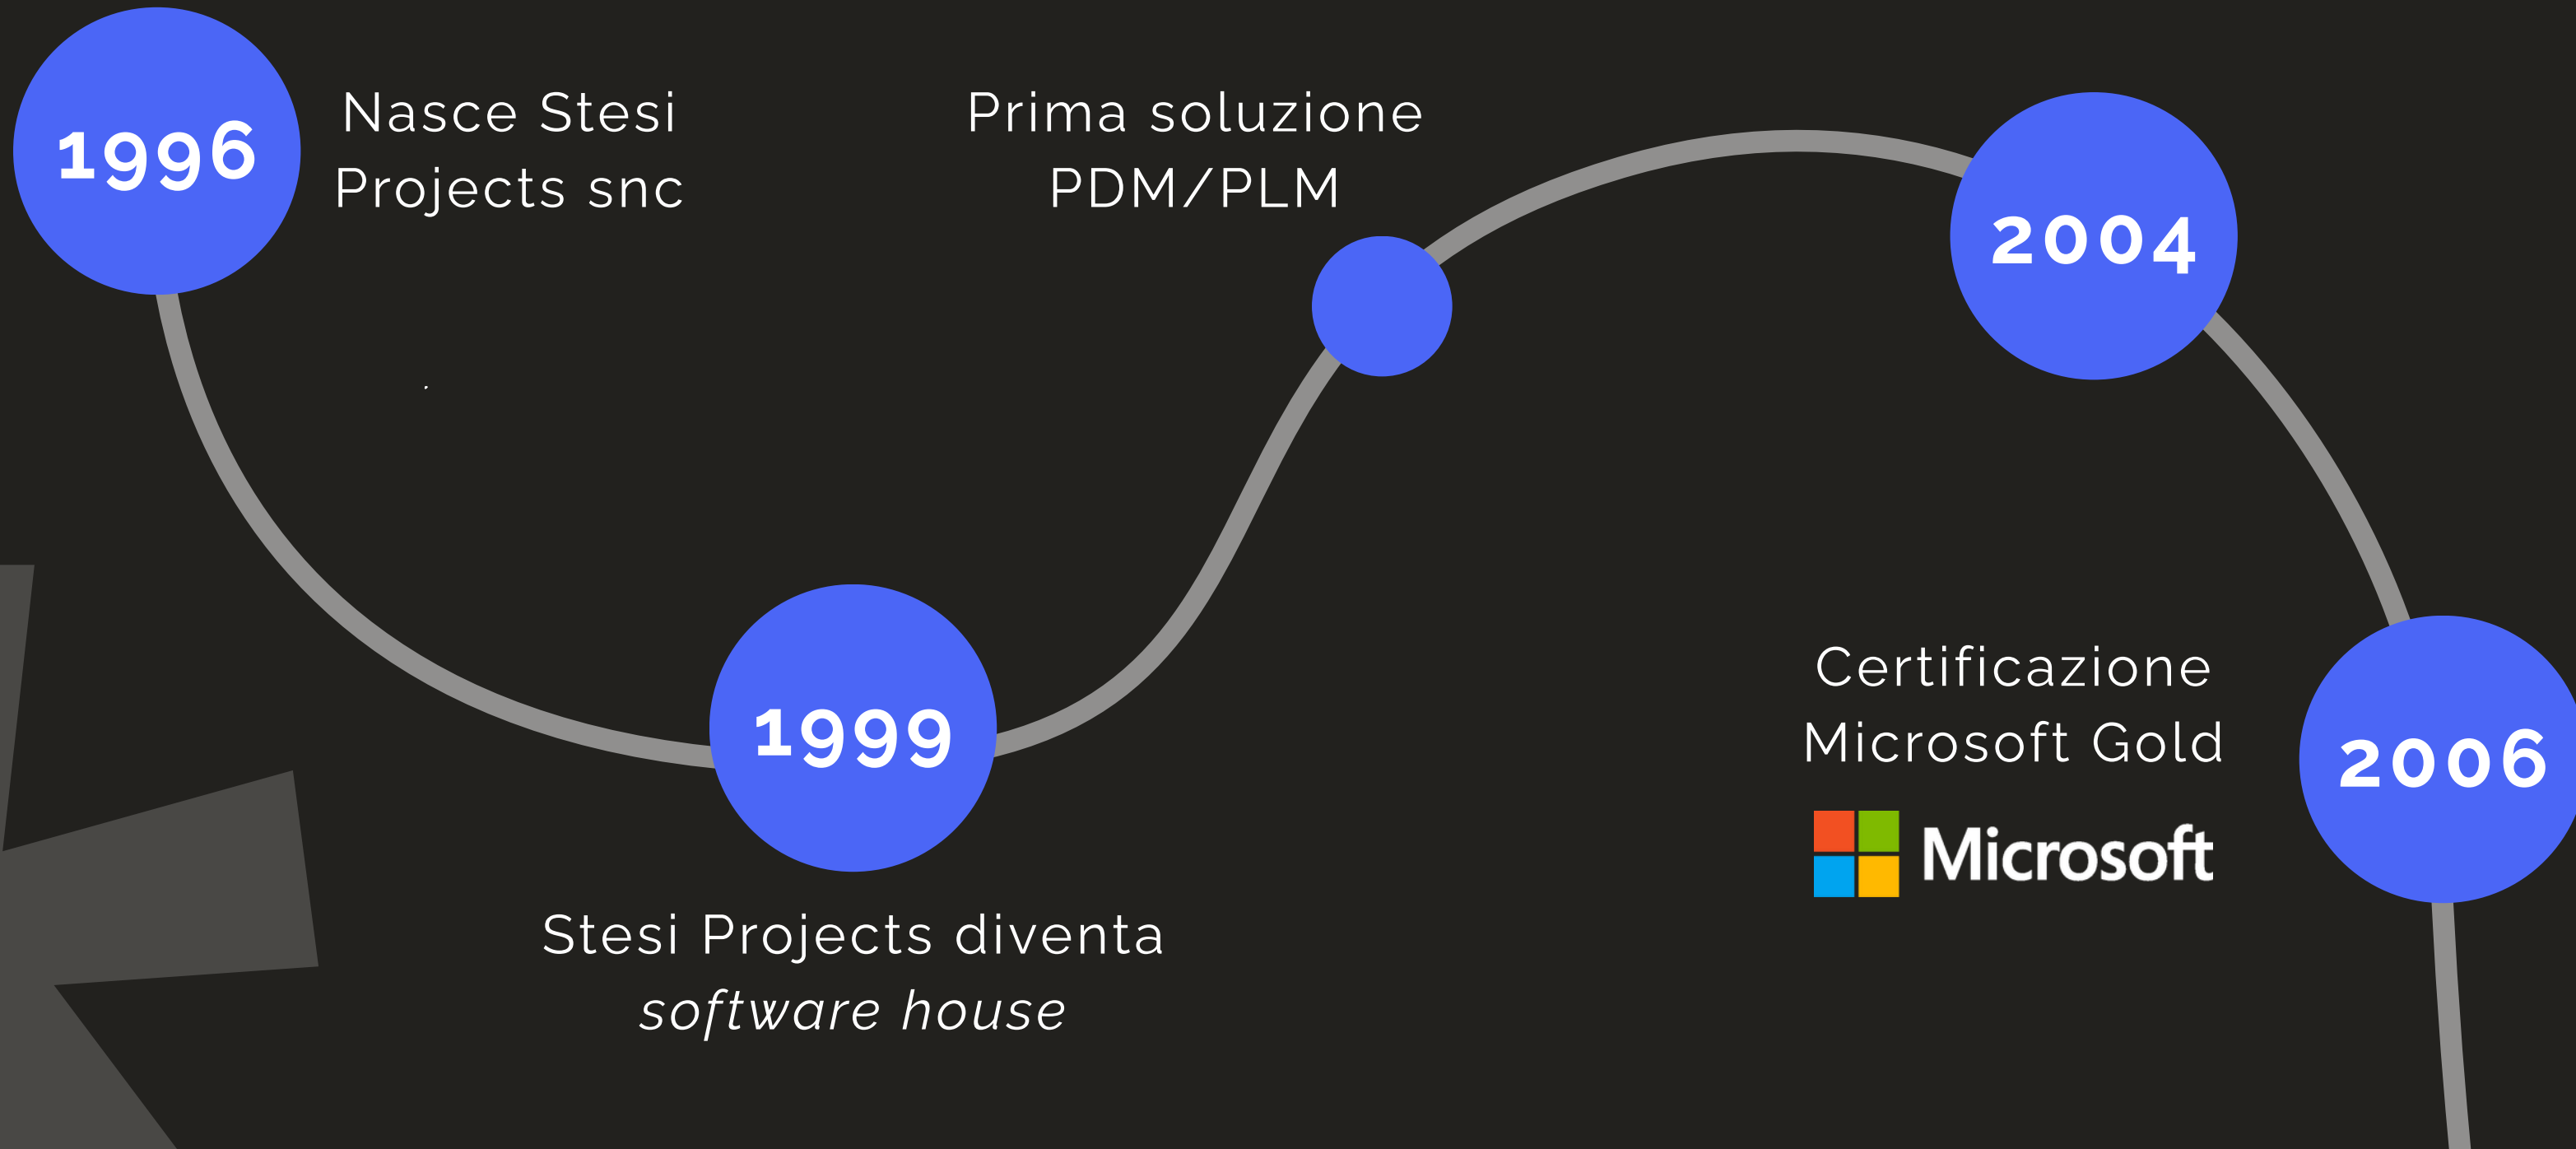 1996
Nasce Stesi
Projects snc
1999
Stesi Projects diventa
software house
Prima soluzione
PDM/PLM
2004
2006
Certificazione
Microsoft Gold
Microsoft